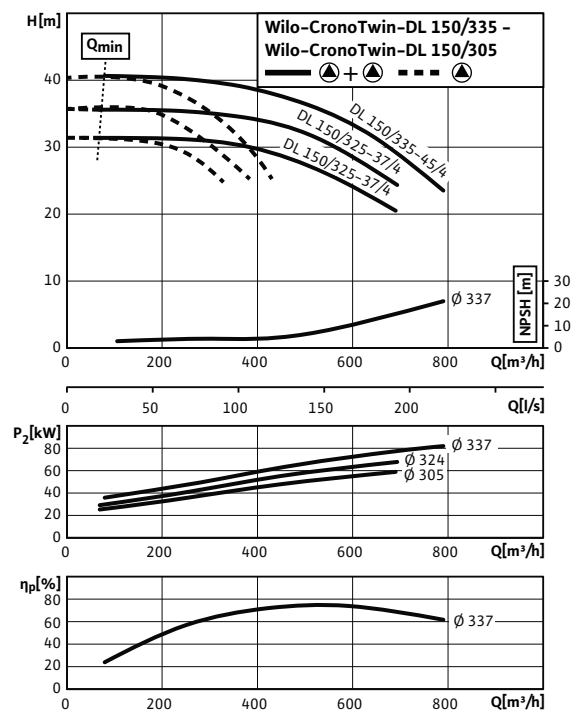 H[m]
Wilo-CronoTwin-DL 150/335 –
Wilo-CronoTwin-DL 150/305
+
Qmin
40
30
20
10
0
DL 150/335-45/4
DL 150/325-37/4
DL 150/325-37/4
Ø 337
NPSH [m]
30
20
10
0
0 200 400 600 800 Q[m³/h]
0 50 100 150 200 Q[l/s]
P₂[kW]
80
60
40
20
0
Ø 337
Ø 324
Ø 305
0 200 400 600 800 Q[m³/h]
ηp[%]
80
60
40
20
0
Ø 337
0 200 400 600 800 Q[m³/h]